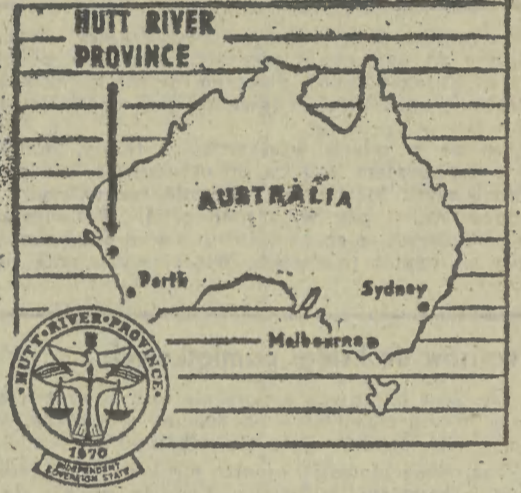 HUTT RIVER
PROVINCE
AUSTRALIA
Perth
Sydney
Melbourne
HUTT•RIVER•PROVINCE•
1970
INDEPENDENT
SOVEREIGN STATE